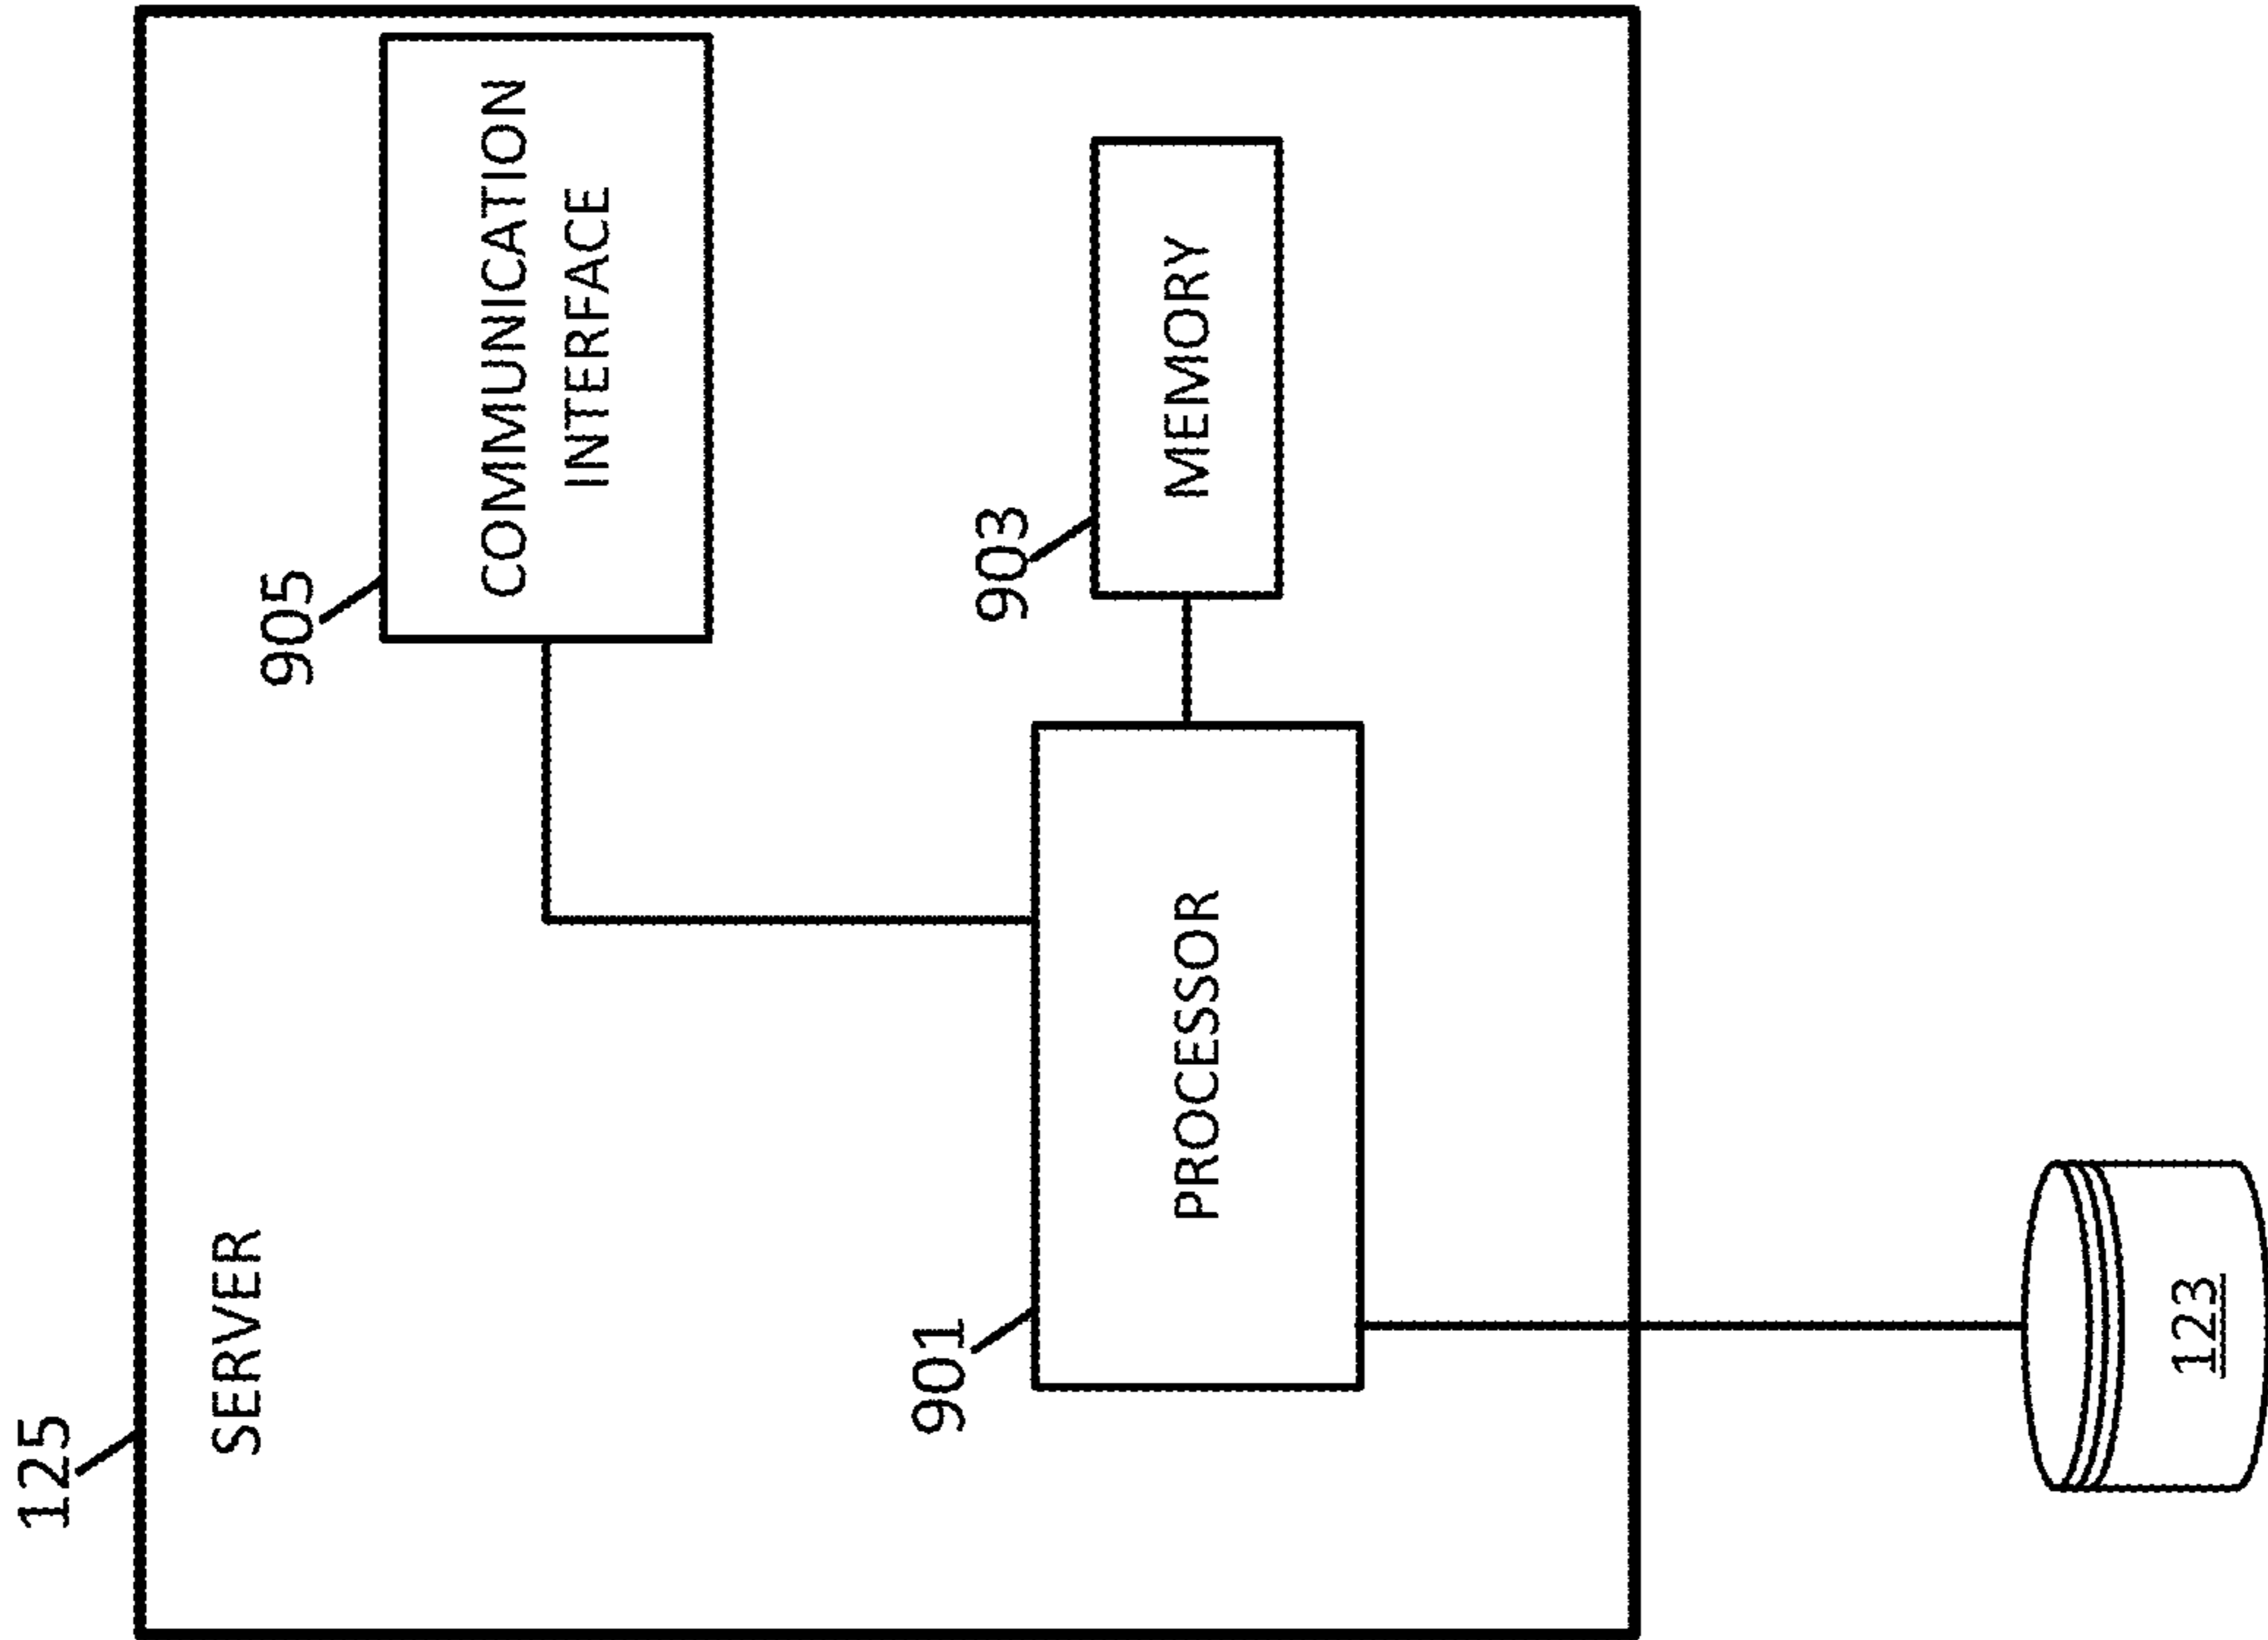 125
SERVER
905
COMMUNICATION
INTERFACE
901
PROCESSOR
903
MEMORY
123